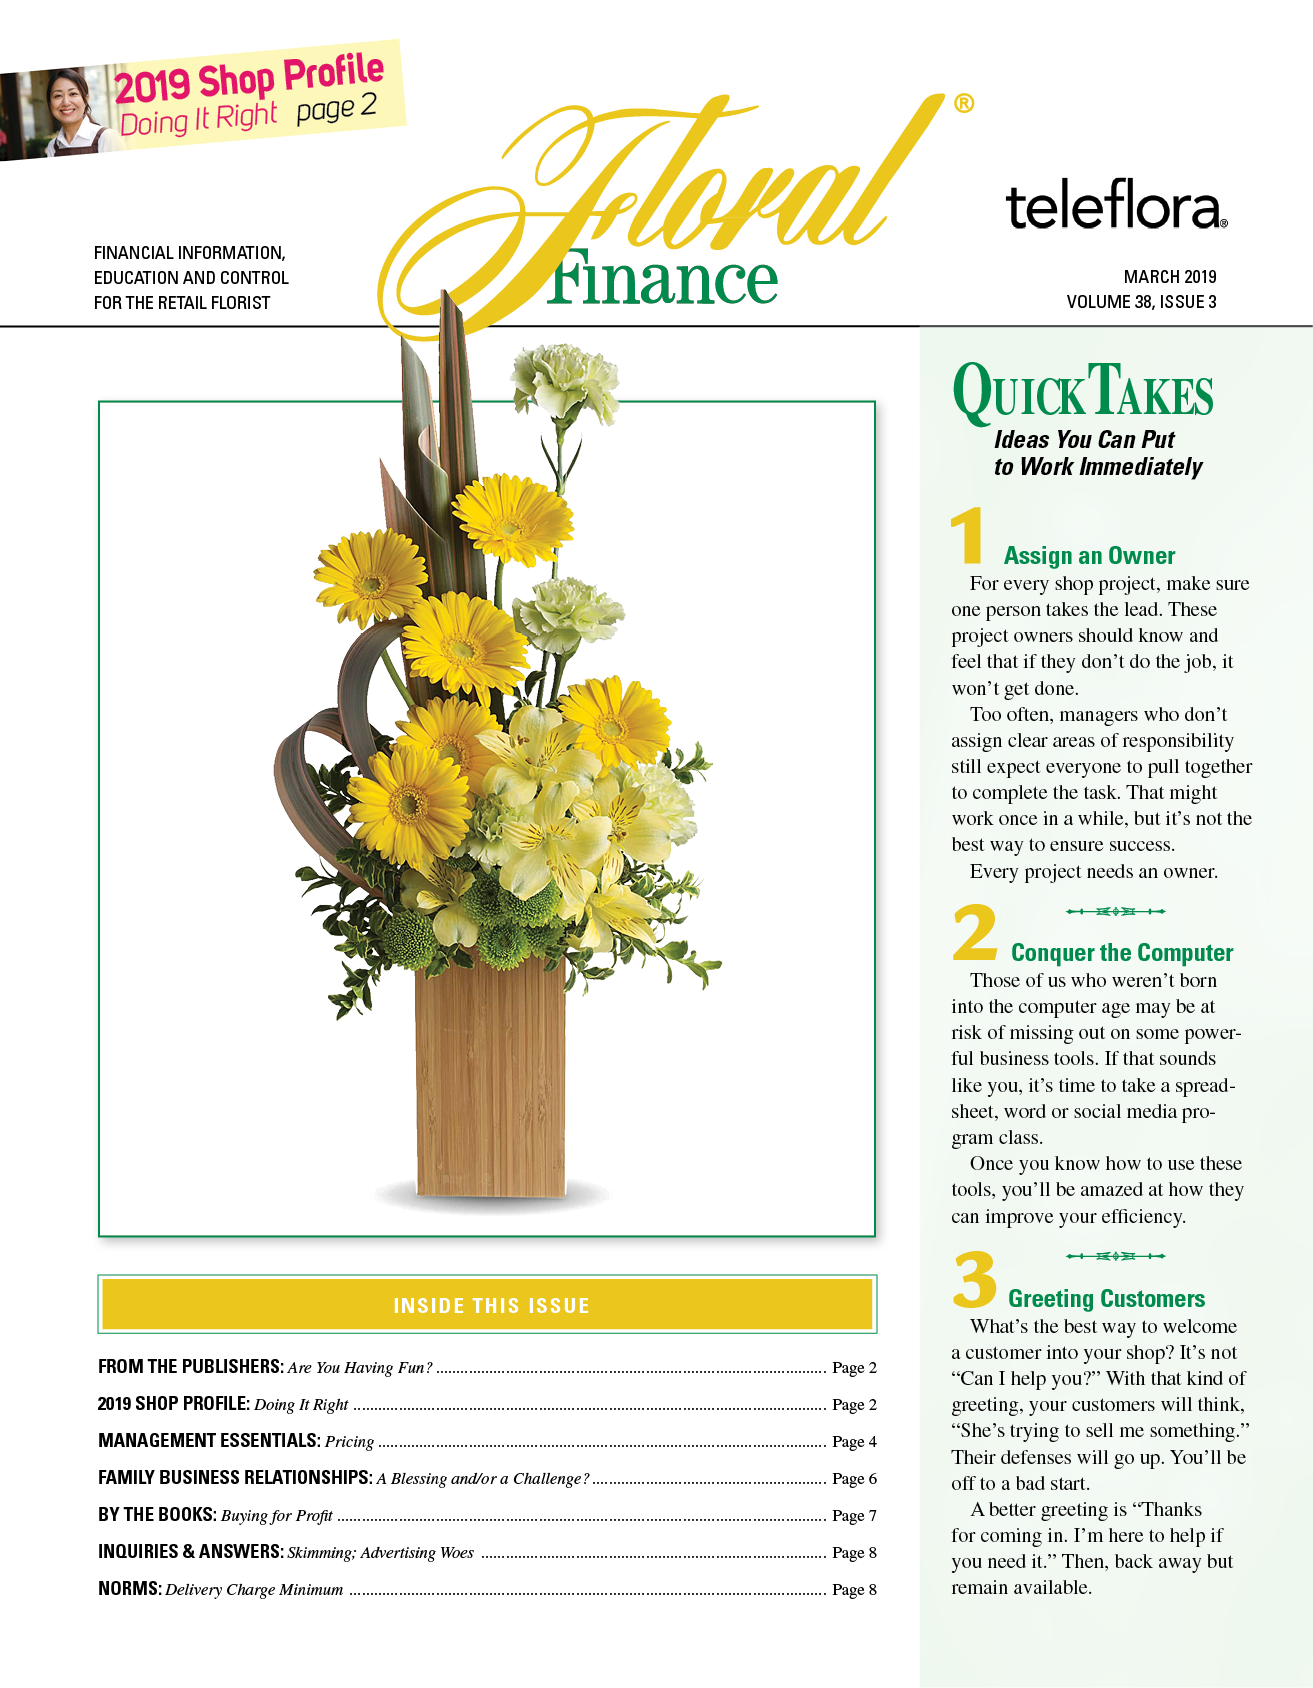 2019 Shop Profile
Doing It Right page 2
Floral®
Finance
teleflora®
FINANCIAL INFORMATION,
EDUCATION AND CONTROL
FOR THE RETAIL FLORIST
MARCH 2019
VOLUME 38, ISSUE 3
QUICKTAKES
Ideas You Can Put
to Work Immediately
1 Assign an Owner
For every shop project, make sure
one person takes the lead. These
project owners should know and
feel that if they don’t do the job, it
won’t get done.
Too often, managers who don’t
assign clear areas of responsibility
still expect everyone to pull together
to complete the task. That might
work once in a while, but it’s not the
best way to ensure success.
Every project needs an owner.
2 Conquer the Computer
Those of us who weren’t born
into the computer age may be at
risk of missing out on some power-
ful business tools. If that sounds
like you, it’s time to take a spread-
sheet, word or social media pro-
gram class.
Once you know how to use these
tools, you’ll be amazed at how they
can improve your efficiency.
3 Greeting Customers
What’s the best way to welcome
a customer into your shop? It’s not
“Can I help you?” With that kind of
greeting, your customers will think,
“She’s trying to sell me something.”
Their defenses will go up. You’ll be
off to a bad start.
A better greeting is “Thanks
for coming in. I’m here to help if
you need it.” Then, back away but
remain available.
INSIDE THIS ISSUE
FROM THE PUBLISHERS: Are You Having Fun? ........ Page 2
2019 SHOP PROFILE: Doing It Right ........ Page 2
MANAGEMENT ESSENTIALS: Pricing ........ Page 4
FAMILY BUSINESS RELATIONSHIPS: A Blessing and/or a Challenge? ........ Page 6
BY THE BOOKS: Buying for Profit ........ Page 7
INQUIRIES & ANSWERS: Skimming; Advertising Woes ........ Page 8
NORMS: Delivery Charge Minimum ........ Page 8